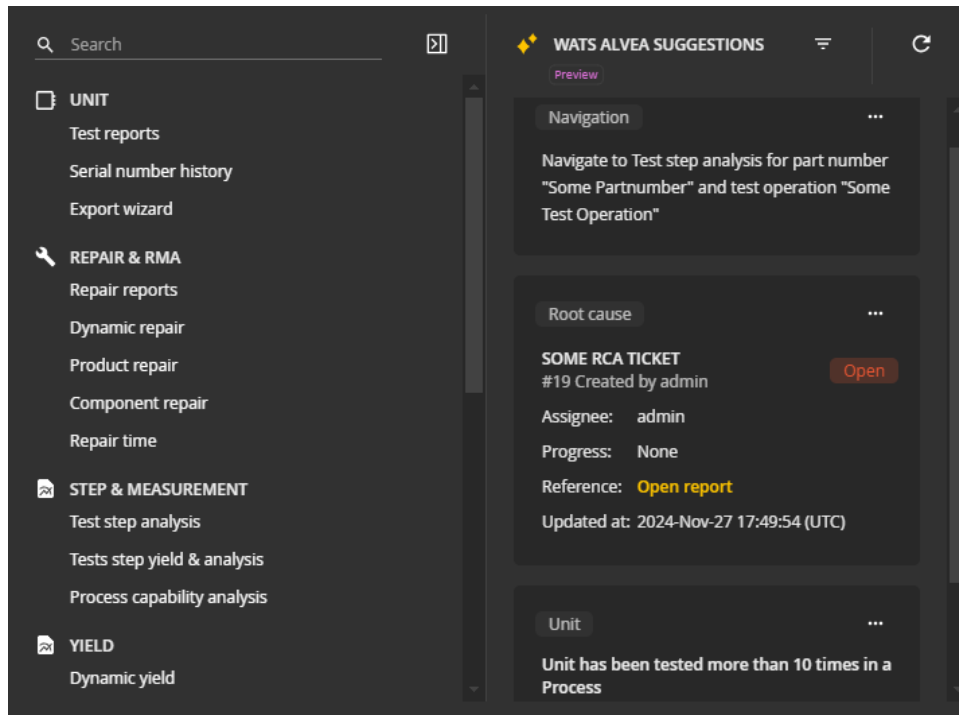 Search
UNIT
Test reports
Serial number history
Export wizard
REPAIR & RMA
Repair reports
Dynamic repair
Product repair
Component repair
Repair time
STEP & MEASUREMENT
Test step analysis
Tests step yield & analysis
Process capability analysis
YIELD
Dynamic yield
WATS ALVEA SUGGESTIONS
Preview
Navigation
Navigate to Test step analysis for part number
"Some Partnumber" and test operation "Some
Test Operation"
Root cause
SOME RCA TICKET
#19 Created by admin
Open
Assignee: admin
Progress: None
Reference: Open report
Updated at: 2024-Nov-27 17:49:54 (UTC)
Unit
Unit has been tested more than 10 times in a
Process